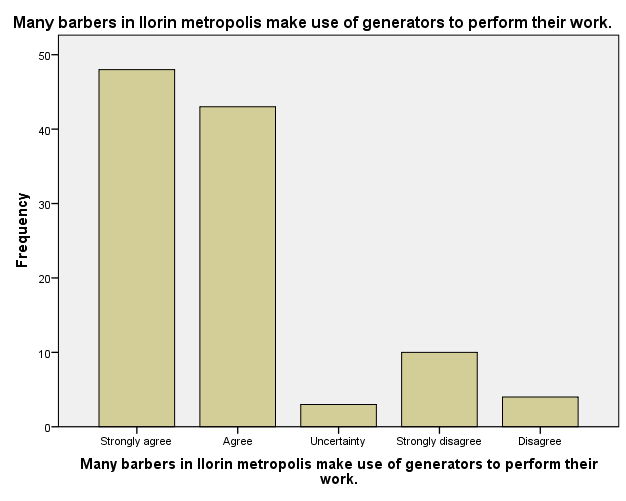 Many barbers in Ilorin metropolis make use of generators to perform their work.
50
40
30
20
10
0
Frequency
Strongly agree
Agree
Uncertainty
Strongly disagree
Disagree
Many barbers in Ilorin metropolis make use of generators to perform their
work.